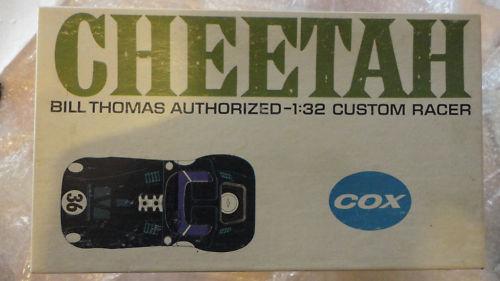 CHEETAH
BILL THOMAS AUTHORIZED-1:32 CUSTOM RACER
36
COX